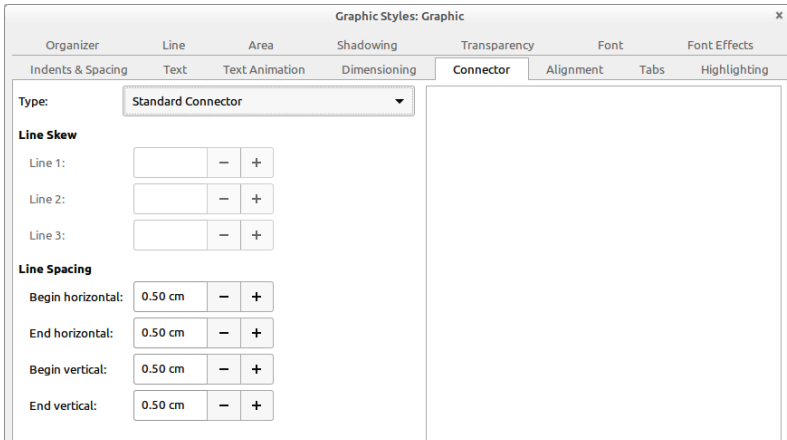 Graphic Styles: Graphic ×
Organizer Line Area Shadowing Transparency Font Font Effects
Indents & Spacing Text Text Animation Dimensioning Connector Alignment Tabs Highlighting
Type: Standard Connector
Line Skew
Line 1: − +
Line 2: − +
Line 3: − +
Line Spacing
Begin horizontal: 0.50 cm − +
End horizontal: 0.50 cm − +
Begin vertical: 0.50 cm − +
End vertical: 0.50 cm − +